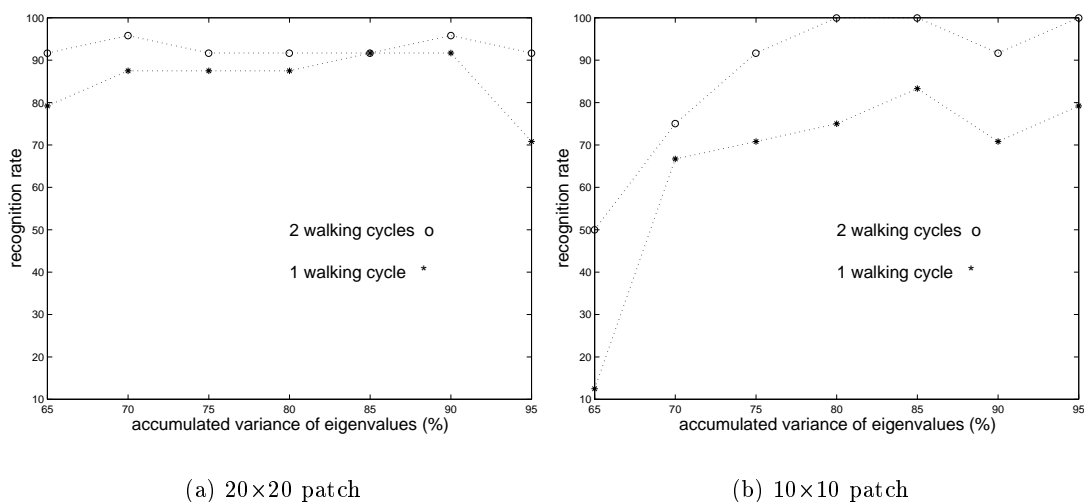 100
90
80
70
60
50
40
30
20
10
recognition rate
2 walking cycles o
1 walking cycle *
65 70 75 80 85 90 95
accumulated variance of eigenvalues (%)
(a) 20×20 patch
100
90
80
70
60
50
40
30
20
10
recognition rate
2 walking cycles o
1 walking cycle *
65 70 75 80 85 90 95
accumulated variance of eigenvalues (%)
(b) 10×10 patch